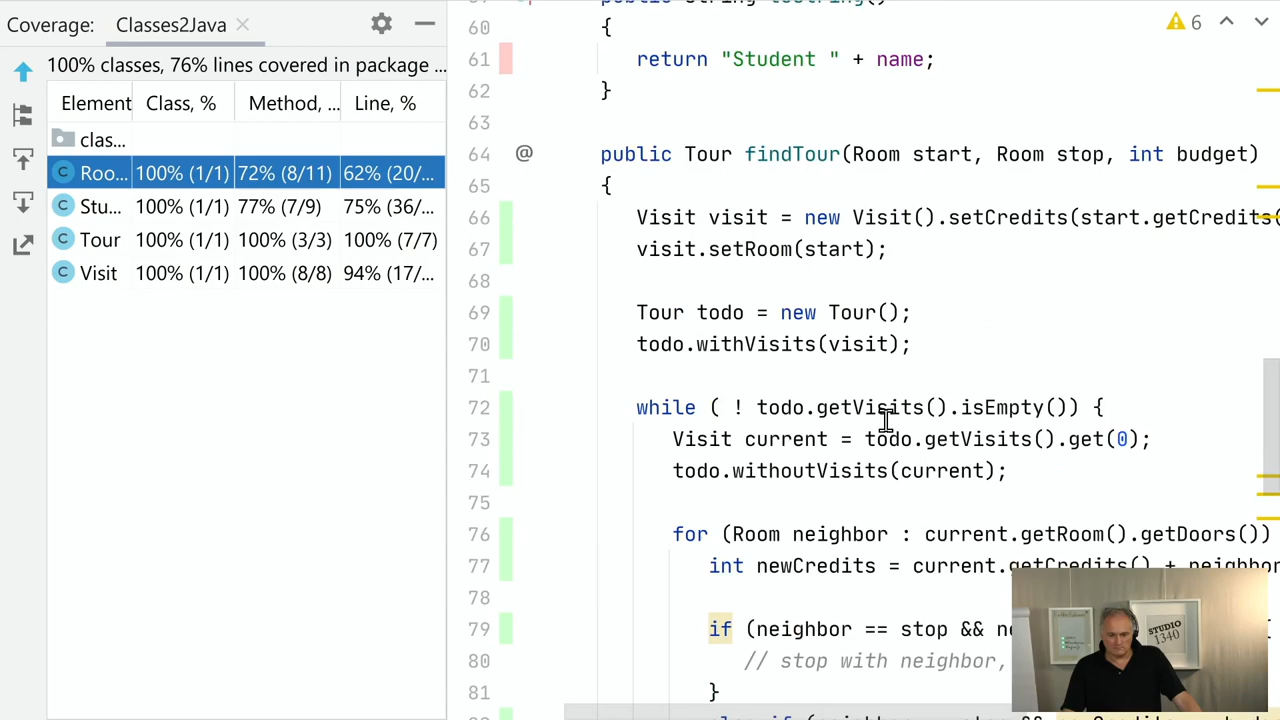 Coverage: Classes2Java
100% classes, 76% lines covered in package ...
Element Class, % Method, ... Line, %
clas...
Roo... 100% (1/1) 72% (8/11) 62% (20/...
Stu... 100% (1/1) 77% (7/9) 75% (36/...
Tour 100% (1/1) 100% (3/3) 100% (7/7)
Visit 100% (1/1) 100% (8/8) 94% (17/...
6
60 {
61 return "Student " + name;
62 }
63
64 @ public Tour findTour(Room start, Room stop, int budget)
65 {
66 Visit visit = new Visit().setCredits(start.getCredits(
67 visit.setRoom(start);
68
69 Tour todo = new Tour();
70 todo.withVisits(visit);
71
72 while ( ! todo.getVisits().isEmpty()) {
73 Visit current = todo.getVisits().get(0);
74 todo.withoutVisits(current);
75
76 for (Room neighbor : current.getRoom().getDoors())
77 int newCredits = current.getCredits() + neighbor
78
79 if (neighbor == stop &&
80 // stop with neighbor,
81 }
STUDIO
1340